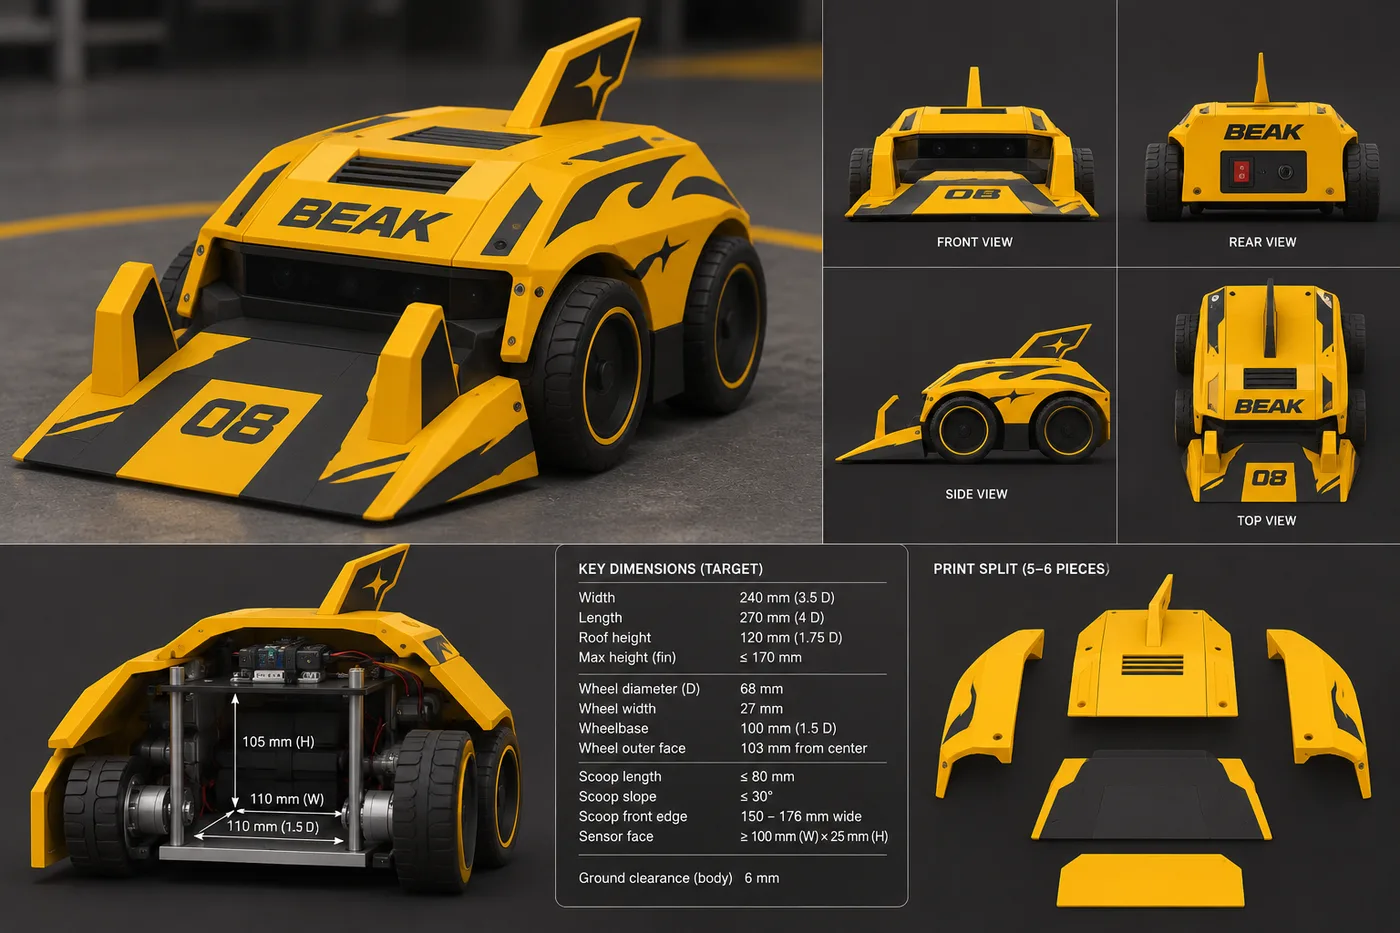 BEAK
08
08
FRONT VIEW
BEAK
REAR VIEW
SIDE VIEW
BEAK
08
TOP VIEW
105 mm (H)
110 mm (W)
110 mm (1.5 D)
KEY DIMENSIONS (TARGET)
Width 240 mm (3.5 D)
Length 270 mm (4 D)
Roof height 120 mm (1.75 D)
Max height (fin) ≤ 170 mm
Wheel diameter (D) 68 mm
Wheel width 27 mm
Wheelbase 100 mm (1.5 D)
Wheel outer face 103 mm from center
Scoop length ≤ 80 mm
Scoop slope ≤ 30°
Scoop front edge 150 – 176 mm wide
Sensor face ≥ 100 mm (W) × 25 mm (H)
Ground clearance (body) 6 mm
PRINT SPLIT (5–6 PIECES)